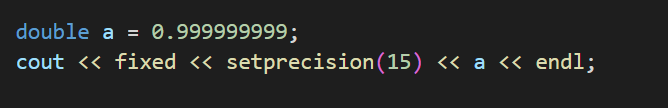 double a = 0.999999999;
cout << fixed << setprecision(15) << a << endl;